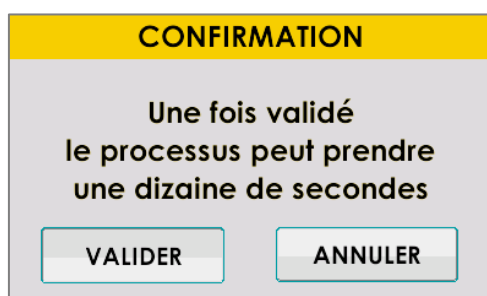 CONFIRMATION
Une fois validé
le processus peut prendre
une dizaine de secondes
VALIDER ANNULER